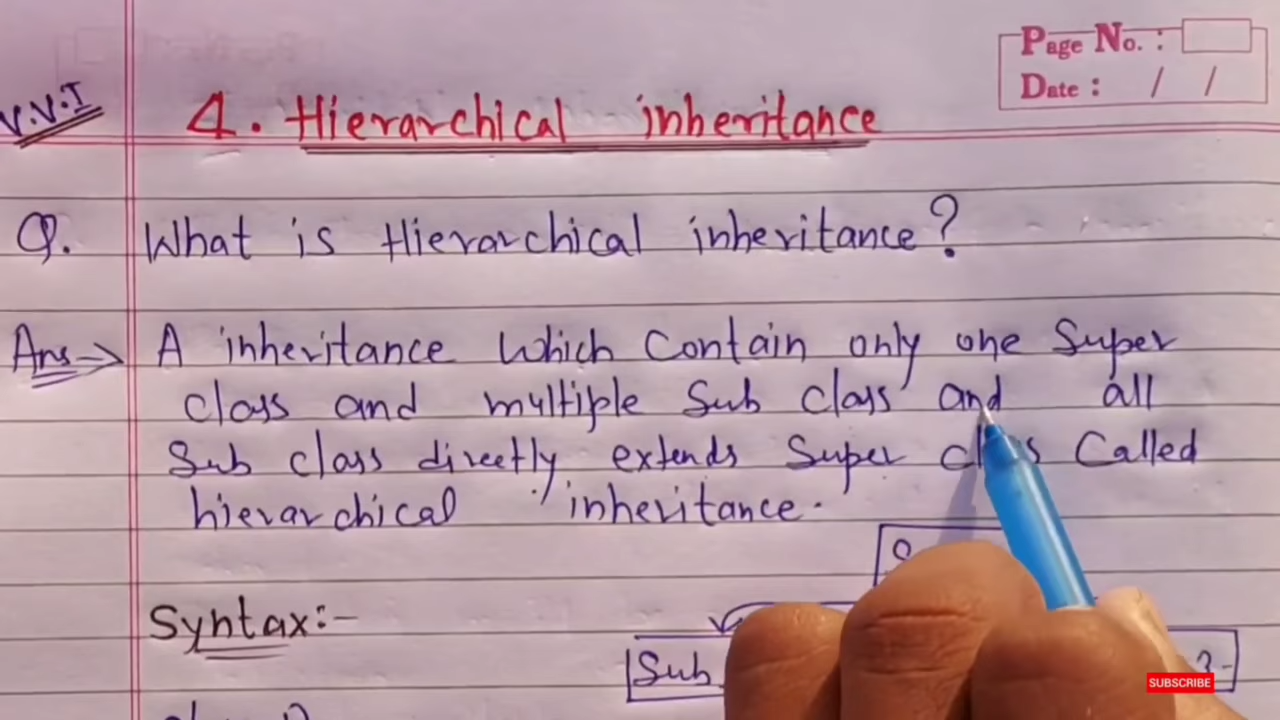 Page No. :
Date : / /
V.V.I
4. Hierarchical inheritance
Q. What is Hierarchical inheritance?
Ans→ A inheritance which contain only one Super
class and multiple Sub class and all
Sub class directly extends Super class Called
hierarchical inheritance.
Syntax:-
Sub
SUBSCRIBE